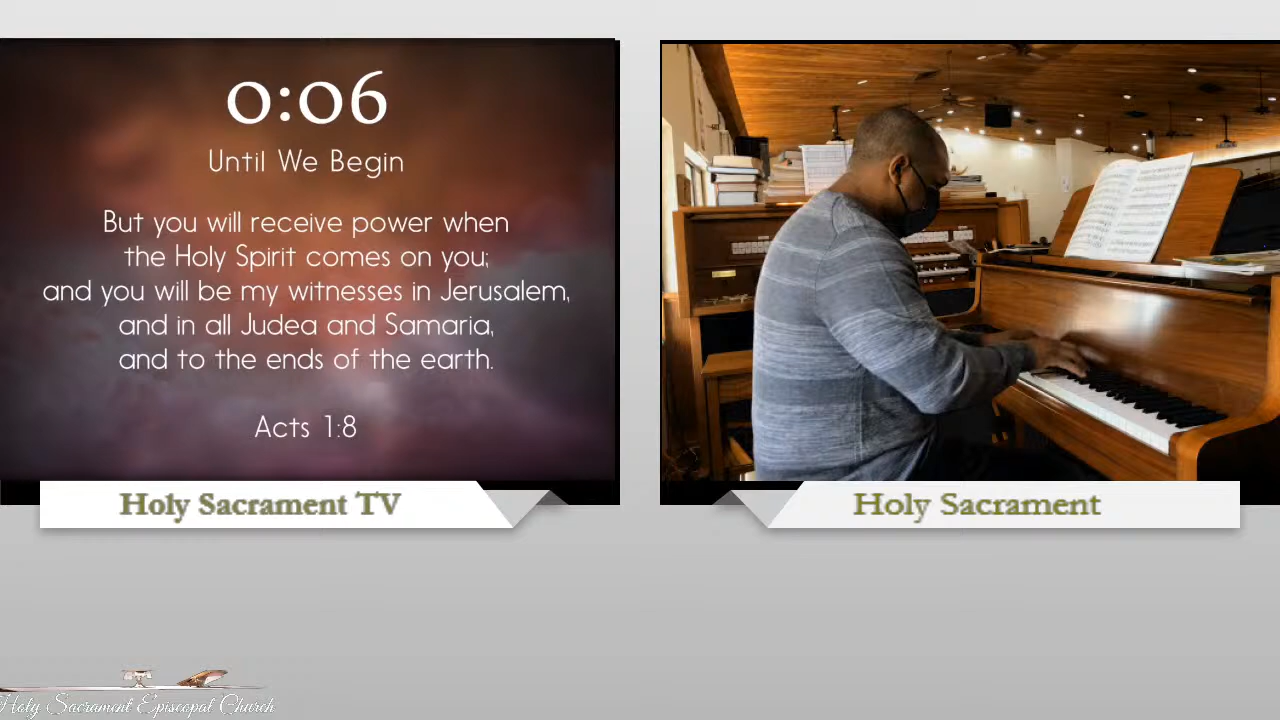 0:06
Until We Begin
But you will receive power when
the Holy Spirit comes on you;
and you will be my witnesses in Jerusalem,
and in all Judea and Samaria,
and to the ends of the earth.
Acts 1:8
Holy Sacrament TV
Holy Sacrament
Holy Sacrament Episcopal Church